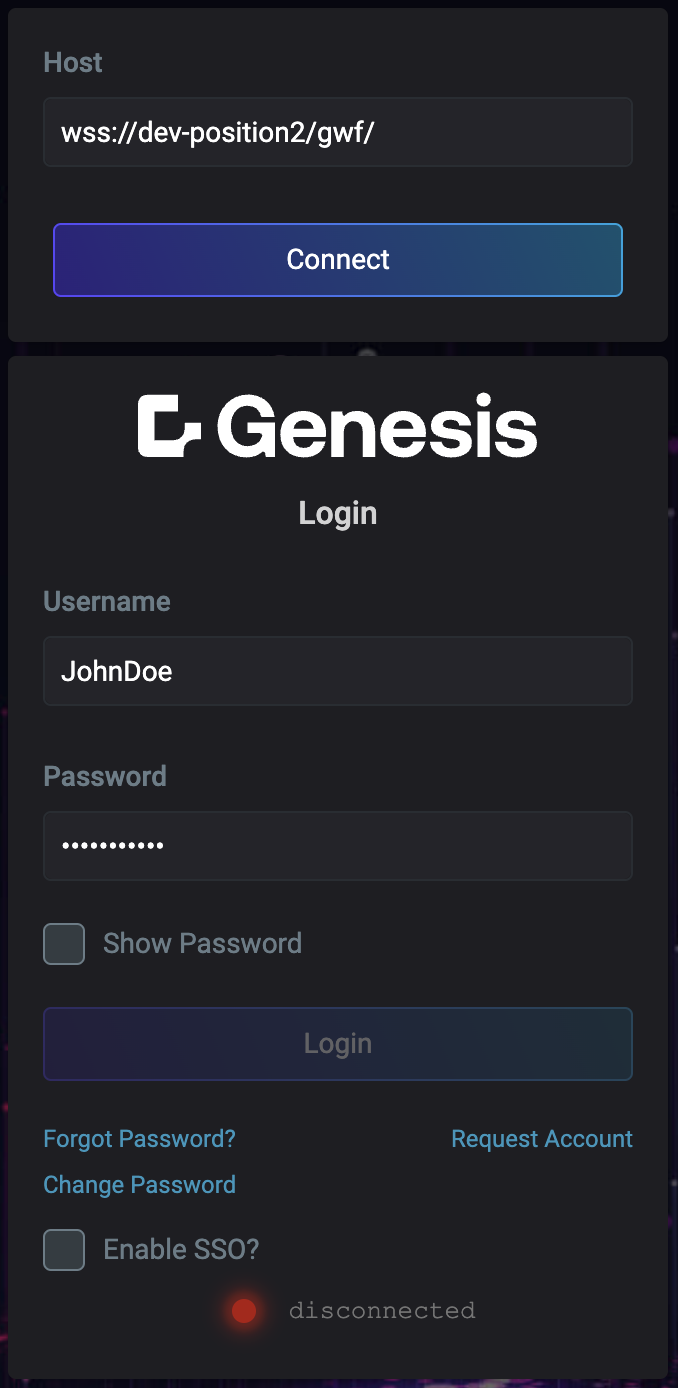 Host
wss://dev-position2/gwf/
Connect
Genesis
Login
Username
JohnDoe
Password
•••••••••••
Show Password
Login
Forgot Password? Request Account
Change Password
Enable SSO?
disconnected